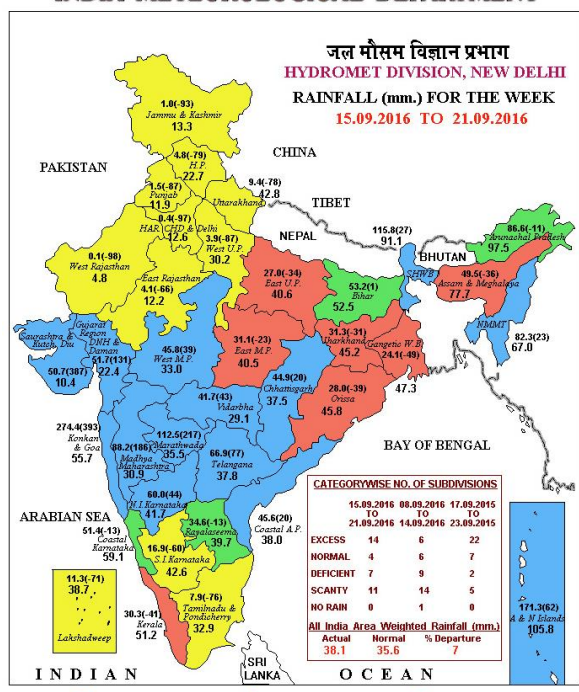 INDIA METEOROLOGICAL DEPARTMENT
जल मौसम विज्ञान प्रभाग
HYDROMET DIVISION, NEW DELHI
RAINFALL (mm.) FOR THE WEEK
15.09.2016 TO 21.09.2016
1.0(-93)
Jammu & Kashmir
13.3
CHINA
PAKISTAN
4.8(-79)
H.P.
22.7
9.4(-78)
42.8
Uttarakhand
1.5(-87)
Punjab
11.9
TIBET
0.4(-97)
HAR. CHD & Delhi
12.6
3.9(-87)
West U.P.
30.2
NEPAL
115.8(27)
91.1
SHWB
BHUTAN
86.6(-11)
Arunachal Pradesh
97.5
0.1(-98)
West Rajasthan
4.8
East Rajasthan
4.1(-66)
12.2
27.0(-34)
East U.P.
40.6
53.2(1)
Bihar
52.5
49.5(-36)
Assam & Meghalaya
77.7
NMMT
82.3(23)
67.0
Gujarat
Region
DNH &
Daman
51.7(131)
22.4
Saurashtra &
Kutch, Diu
50.7(387)
10.4
45.8(39)
West M.P.
33.0
31.1(-23)
East M.P.
40.5
31.3(-31)
Jharkhand
45.2
Gangetic W.B.
24.1(-49)
47.3
44.9(20)
Chhattisgarh
37.5
28.0(-39)
Orissa
45.8
41.7(43)
Vidarbha
29.1
274.4(393)
Konkan
& Goa
55.7
88.2(186)
Madhya
Maharashtra
30.9
112.5(217)
Marathwada
35.5
66.9(77)
Telangana
37.8
BAY OF BENGAL
60.0(44)
N.I.Karnataka
41.7
ARABIAN SEA
51.4(-13)
Coastal
Karnataka
59.1
34.6(-13)
Rayalaseema
39.7
45.6(20)
Coastal A.P.
38.0
16.9(-60)
S.I.Karnataka
42.6
11.3(-71)
38.7
Lakshadweep
30.3(-41)
Kerala
51.2
7.9(-76)
Tamilnadu &
Pondicherry
32.9
171.3(62)
A & N Islands
105.8
CATEGORYWISE NO. OF SUBDIVISIONS
15.09.2016 08.09.2016 17.09.2015
TO TO TO
21.09.2016 14.09.2016 23.09.2015
EXCESS 14 6 22
NORMAL 4 6 7
DEFICIENT 7 9 2
SCANTY 11 14 5
NO RAIN 0 1 0
All India Area Weighted Rainfall (mm.)
Actual Normal % Departure
38.1 35.6 7
SRI
LANKA
INDIAN OCEAN